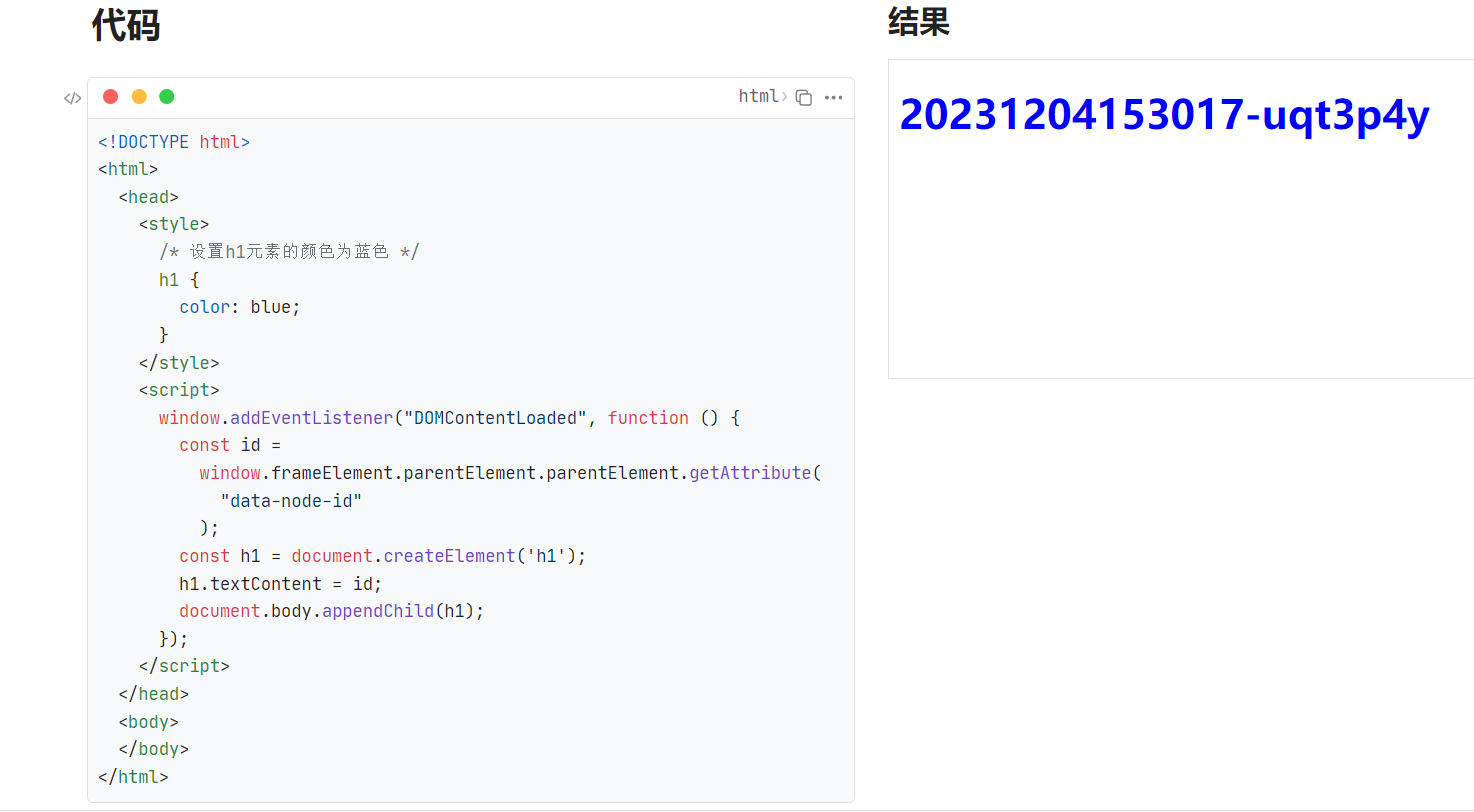 代码
html
<!DOCTYPE html>
<html>
  <head>
    <style>
      /* 设置h1元素的颜色为蓝色 */
      h1 {
        color: blue;
      }
    </style>
    <script>
      window.addEventListener("DOMContentLoaded", function () {
        const id =
          window.frameElement.parentElement.parentElement.getAttribute(
            "data-node-id"
          );
        const h1 = document.createElement('h1');
        h1.textContent = id;
        document.body.appendChild(h1);
      });
    </script>
  </head>
  <body>
  </body>
</html>
结果
20231204153017-uqt3p4y